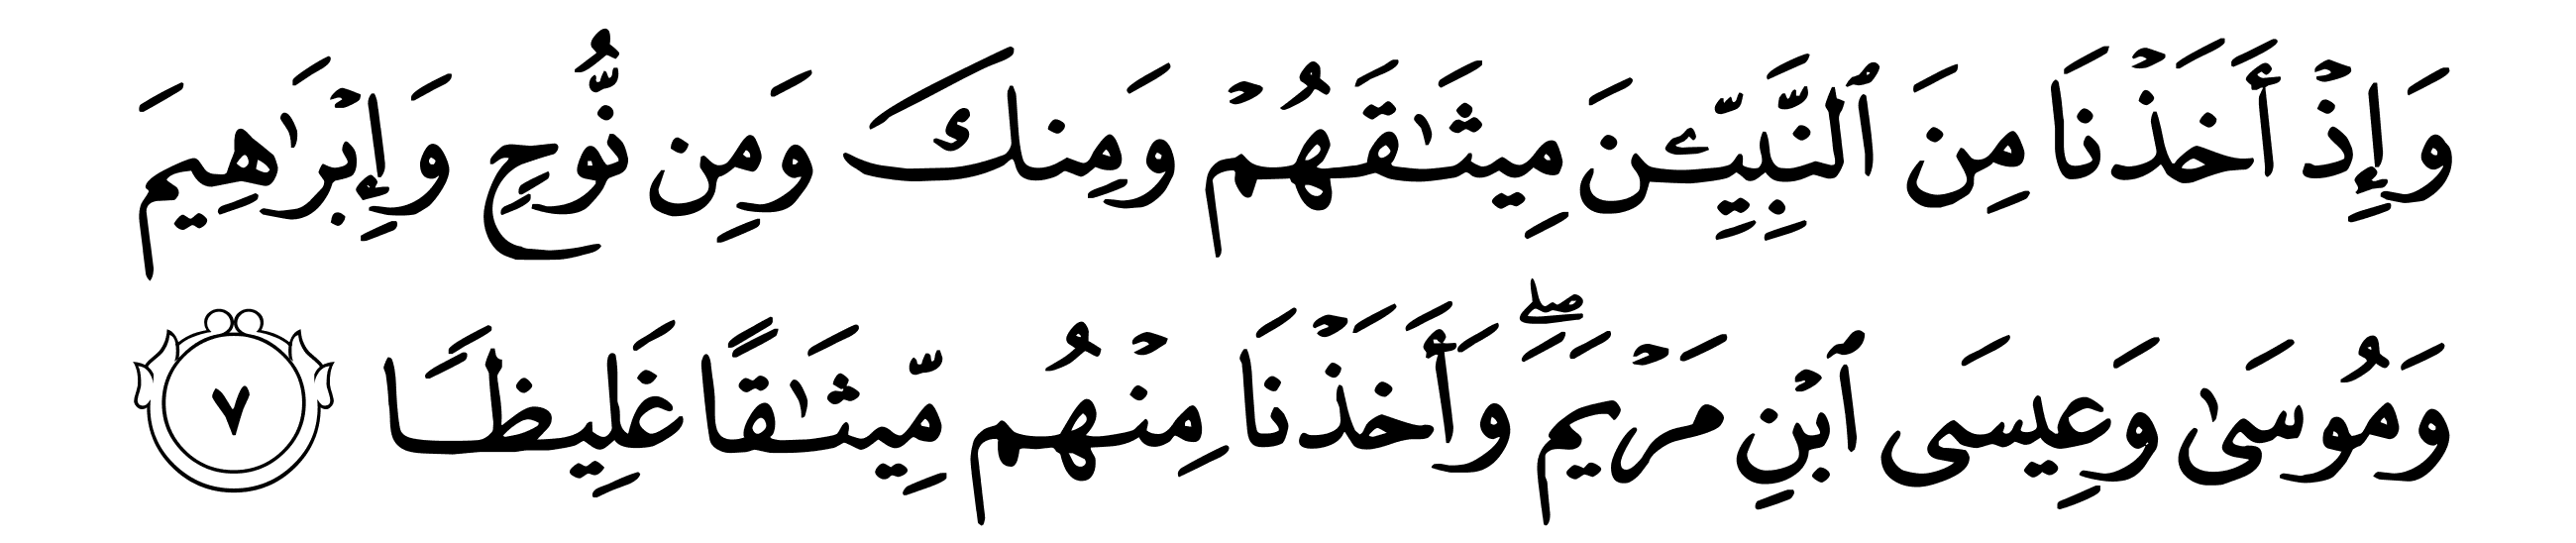 وَإِذْ أَخَذْنَا مِنَ ٱلنَّبِيِّـۧنَ مِيثَـٰقَهُمْ وَمِنكَ وَمِن نُّوحٍ وَإِبْرَٰهِيمَ
وَمُوسَىٰ وَعِيسَى ٱبْنِ مَرْيَمَ ۖ وَأَخَذْنَا مِنْهُم مِّيثَـٰقًا غَلِيظًا ٧